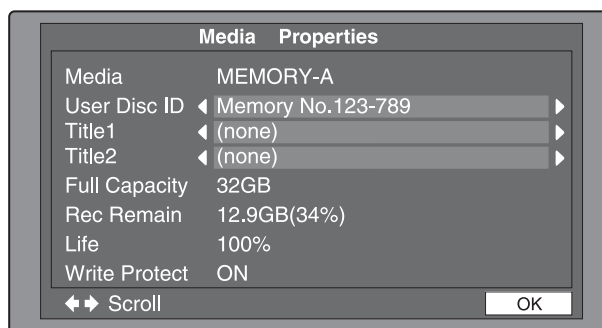 Media Properties
Media MEMORY-A
User Disc ID Memory No.123-789
Title1 (none)
Title2 (none)
Full Capacity 32GB
Rec Remain 12.9GB(34%)
Life 100%
Write Protect ON
Scroll OK